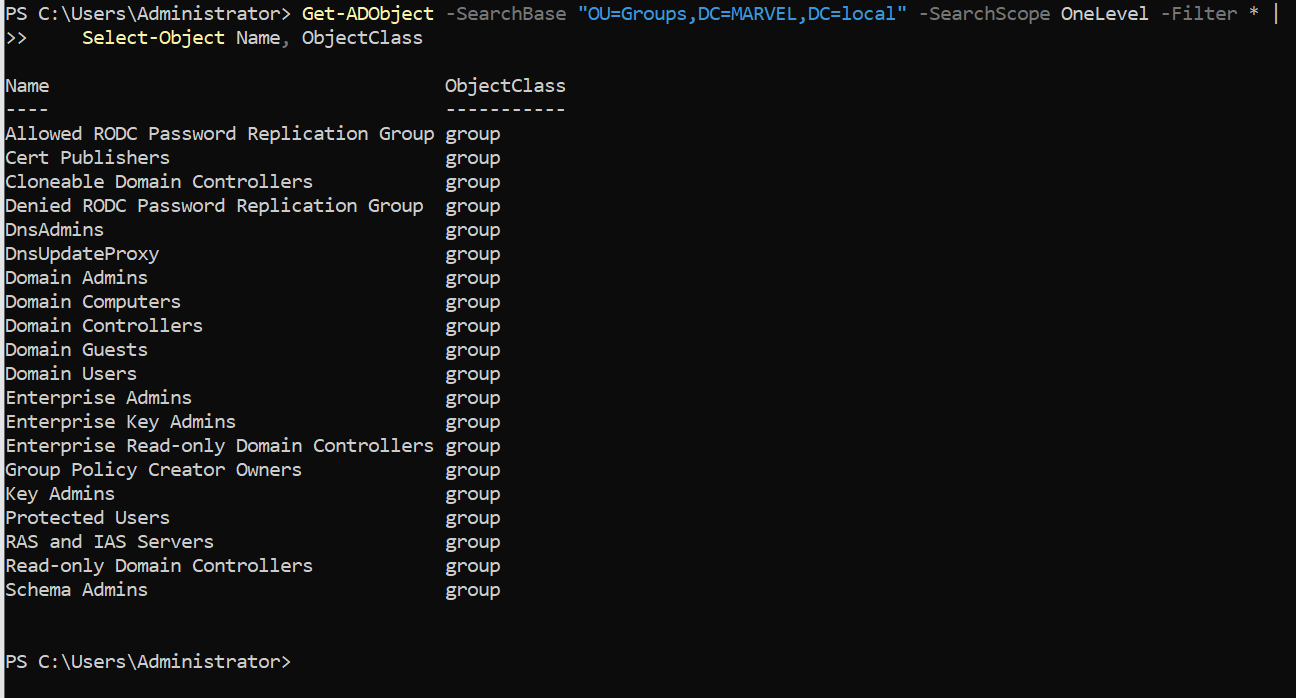 PS C:\Users\Administrator> Get-ADObject -SearchBase "OU=Groups,DC=MARVEL,DC=local" -SearchScope OneLevel -Filter * |
>>     Select-Object Name, ObjectClass
Name                                    ObjectClass
----                                    -----------
Allowed RODC Password Replication Group group
Cert Publishers                         group
Cloneable Domain Controllers            group
Denied RODC Password Replication Group  group
DnsAdmins                               group
DnsUpdateProxy                          group
Domain Admins                           group
Domain Computers                        group
Domain Controllers                      group
Domain Guests                           group
Domain Users                            group
Enterprise Admins                       group
Enterprise Key Admins                   group
Enterprise Read-only Domain Controllers group
Group Policy Creator Owners             group
Key Admins                              group
Protected Users                         group
RAS and IAS Servers                     group
Read-only Domain Controllers            group
Schema Admins                           group
PS C:\Users\Administrator>